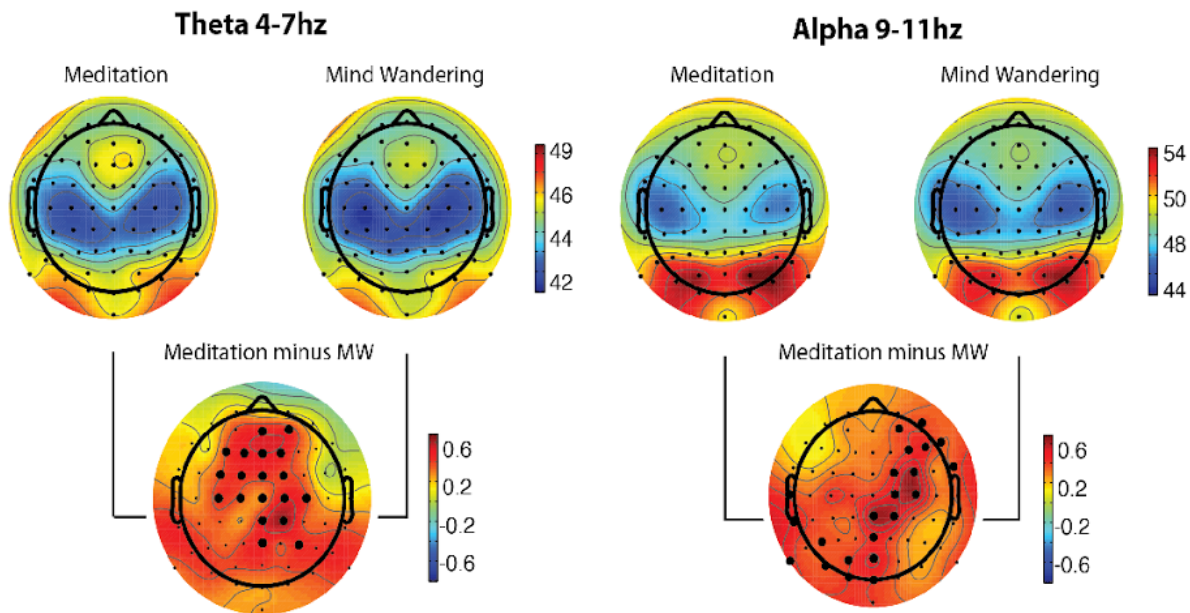 Theta 4-7hz
Alpha 9-11hz
Meditation
Mind Wandering
Meditation
Mind Wandering
49
46
44
42
54
50
48
44
Meditation minus MW
Meditation minus MW
0.6
0.2
-0.2
-0.6
0.6
0.2
-0.2
-0.6